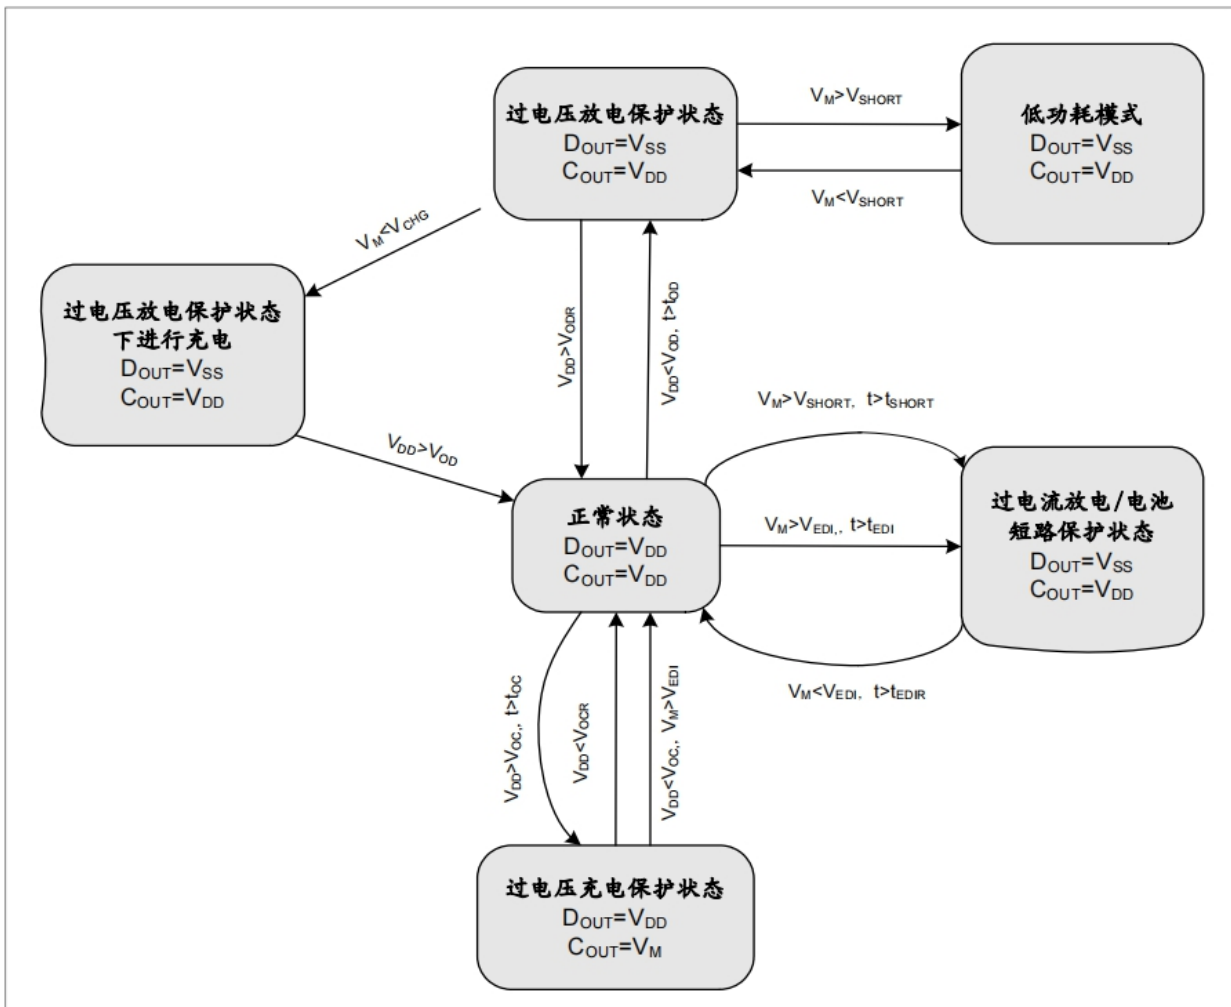 过电压放电保护状态
DOUT=VSS
COUT=VDD
VM>VSHORT
VM<VSHORT
低功耗模式
DOUT=VSS
COUT=VDD
VM<VCHG
过电压放电保护状态
下进行充电
DOUT=VSS
COUT=VDD
VDD>VODR
VDD<VOD, t>tOD
VDD>VOD
VM>VSHORT, t>tSHORT
正常状态
DOUT=VDD
COUT=VDD
VM>VEDI,, t>tEDI
过电流放电/电池
短路保护状态
DOUT=VSS
COUT=VDD
VM<VEDI, t>tEDIR
VDD>VOC,, t>tOC
VDD<VOCR
VDD<VOC,, VM>VEDI
过电压充电保护状态
DOUT=VDD
COUT=VM